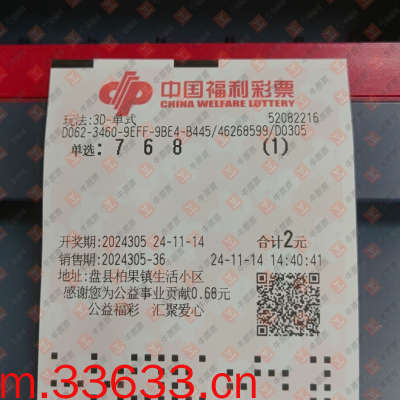 中国福利彩票
CHINA WELFARE LOTTERY
玩法:3D-单式 52082216
D062-3460-9EFF-9BE4-B445/46268599/D0305
单选: 7 6 8 (1)
开奖期:2024305 24-11-14 合计2元
销售期:2024305-36 24-11-14 14:40:41
地址:盘县柏果镇生活小区
感谢您为公益事业贡献0.68元
公益福彩 汇聚爱心
m.33633.cn